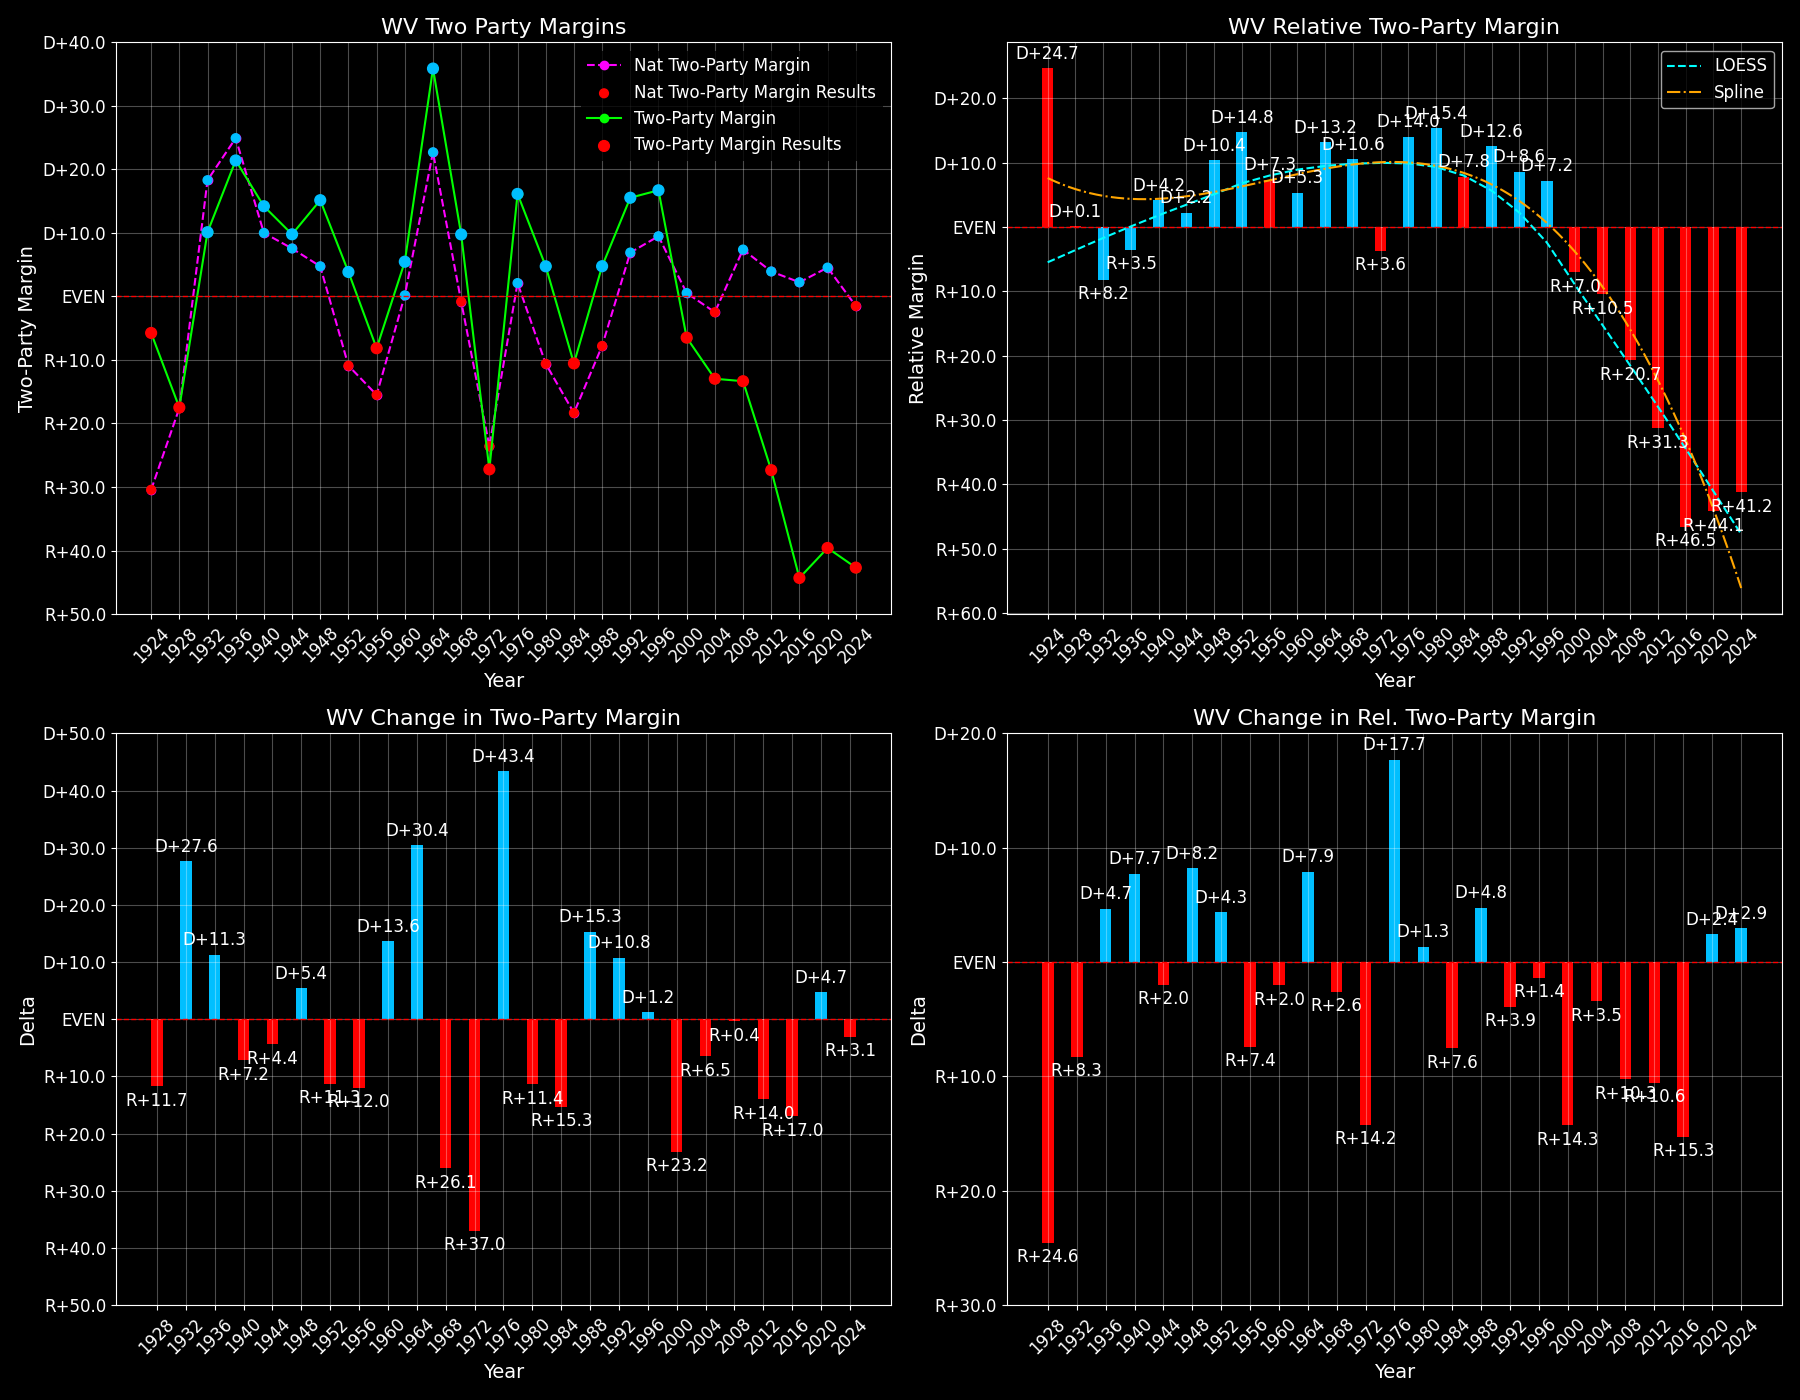 WV Two Party Margins
Two-Party Margin
D+40.0
D+30.0
D+20.0
D+10.0
EVEN
R+10.0
R+20.0
R+30.0
R+40.0
R+50.0
Nat Two-Party Margin
Nat Two-Party Margin Results
Two-Party Margin
Two-Party Margin Results
1924 1928 1932 1936 1940 1944 1948 1952 1956 1960 1964 1968 1972 1976 1980 1984 1988 1992 1996 2000 2004 2008 2012 2016 2020 2024
Year
WV Relative Two-Party Margin
Relative Margin
D+20.0
D+10.0
EVEN
R+10.0
R+20.0
R+30.0
R+40.0
R+50.0
R+60.0
LOESS
Spline
D+24.7 D+0.1 R+8.2 R+3.5 D+4.2 D+2.2 D+10.4 D+14.8 D+7.3 D+5.3 D+13.2 D+10.6 R+3.6 D+14.0 D+15.4 D+7.8 D+12.6 D+8.6 D+7.2 R+7.0 R+10.5 R+20.7 R+31.3 R+46.5 R+44.1 R+41.2
1924 1928 1932 1936 1940 1944 1948 1952 1956 1960 1964 1968 1972 1976 1980 1984 1988 1992 1996 2000 2004 2008 2012 2016 2020 2024
Year
WV Change in Two-Party Margin
Delta
D+50.0
D+40.0
D+30.0
D+20.0
D+10.0
EVEN
R+10.0
R+20.0
R+30.0
R+40.0
R+50.0
R+11.7 D+27.6 D+11.3 R+7.2 R+4.4 D+5.4 R+11.3 R+12.0 D+13.6 D+30.4 R+26.1 R+37.0 D+43.4 R+11.4 R+15.3 D+15.3 D+10.8 D+1.2 R+23.2 R+6.5 R+0.4 R+14.0 R+17.0 D+4.7 R+3.1
1928 1932 1936 1940 1944 1948 1952 1956 1960 1964 1968 1972 1976 1980 1984 1988 1992 1996 2000 2004 2008 2012 2016 2020 2024
Year
WV Change in Rel. Two-Party Margin
Delta
D+20.0
D+10.0
EVEN
R+10.0
R+20.0
R+30.0
R+24.6 R+8.3 D+4.7 D+7.7 R+2.0 D+8.2 D+4.3 R+7.4 R+2.0 D+7.9 R+2.6 R+14.2 D+17.7 D+1.3 R+7.6 D+4.8 R+3.9 R+1.4 R+14.3 R+3.5 R+10.3 R+10.6 R+15.3 D+2.4 D+2.9
1928 1932 1936 1940 1944 1948 1952 1956 1960 1964 1968 1972 1976 1980 1984 1988 1992 1996 2000 2004 2008 2012 2016 2020 2024
Year